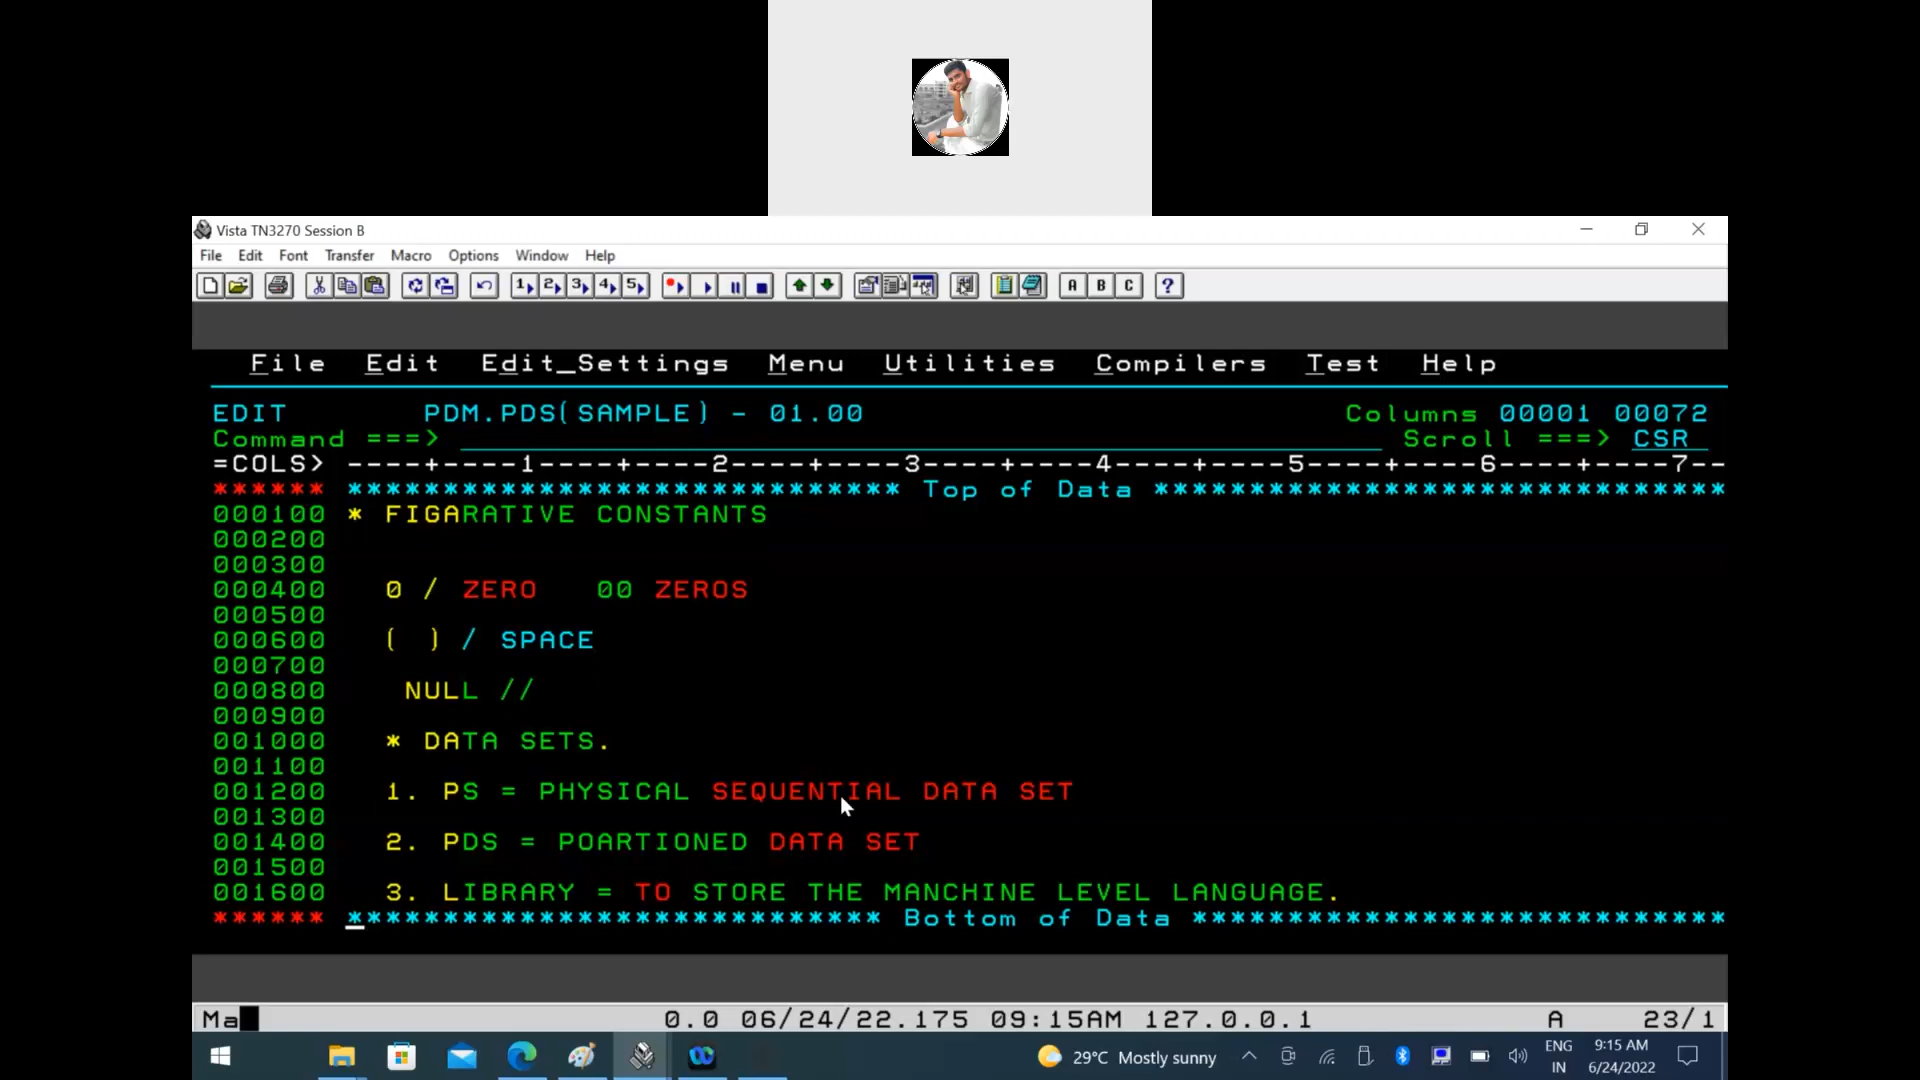 Vista TN3270 Session B
File Edit Font Transfer Macro Options Window Help
1 2 3 4 5 A B C ?
File Edit Edit_Settings Menu Utilities Compilers Test Help
EDIT PDM.PDS(SAMPLE) - 01.00 Columns 00001 00072
Command ===> Scroll ===> CSR
=COLS> ----+----1----+----2----+----3----+----4----+----5----+----6----+----7--
****** ***************************** Top of Data ******************************
000100 * FIGARATIVE CONSTANTS
000200
000300
000400 0 / ZERO 00 ZEROS
000500
000600 ( ) / SPACE
000700
000800 NULL //
000900
001000 * DATA SETS.
001100
001200 1. PS = PHYSICAL SEQUENTIAL DATA SET
001300
001400 2. PDS = POARTIONED DATA SET
001500
001600 3. LIBRARY = TO STORE THE MANCHINE LEVEL LANGUAGE.
****** **************************** Bottom of Data ****************************
Ma 0.0 06/24/22.175 09:15AM 127.0.0.1 A 23/1
29°C Mostly sunny ENG IN 9:15 AM 6/24/2022